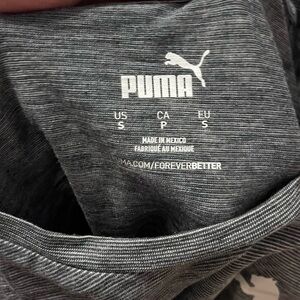 PUMA
US CA EU
S P S
MADE IN MEXICO
FABRIQUÉ AU MEXIQUE
MA.COM/FOREVERBETTER